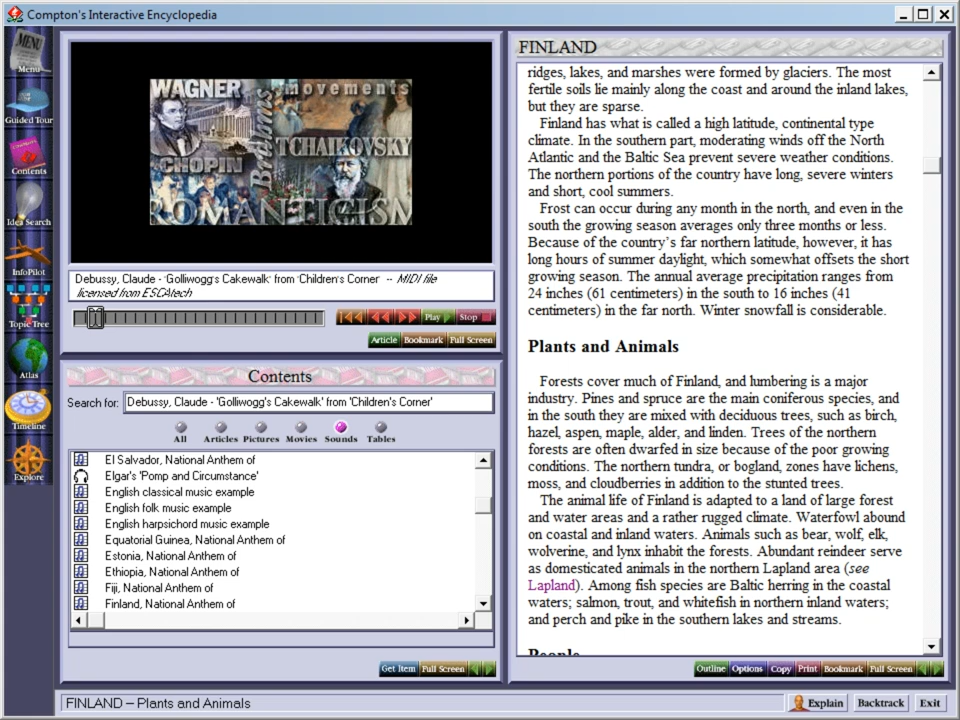 Compton's Interactive Encyclopedia
MENU
Menu
Guided Tour
Contents
Idea Search
InfoPilot
Topic Tree
Atlas
Timeline
Explore
WAGNER
movements
Brahms
CHOPIN
TCHAIKOVSKY
ROMANTICISM
Debussy, Claude - 'Golliwogg's Cakewalk' from 'Children's Corner' -- MIDI file
licensed from ESCAtech
Play
Stop
Article Bookmark Full Screen
Contents
Search for: Debussy, Claude - 'Golliwogg's Cakewalk' from 'Children's Corner'
All Articles Pictures Movies Sounds Tables
El Salvador, National Anthem of
Elgar's 'Pomp and Circumstance'
English classical music example
English folk music example
English harpsichord music example
Equatorial Guinea, National Anthem of
Estonia, National Anthem of
Ethiopia, National Anthem of
Fiji, National Anthem of
Finland, National Anthem of
Get Item Full Screen
FINLAND
ridges, lakes, and marshes were formed by glaciers. The most
fertile soils lie mainly along the coast and around the inland lakes,
but they are sparse.
Finland has what is called a high latitude, continental type
climate. In the southern part, moderating winds off the North
Atlantic and the Baltic Sea prevent severe weather conditions.
The northern portions of the country have long, severe winters
and short, cool summers.
Frost can occur during any month in the north, and even in the
south the growing season averages only three months or less.
Because of the country's far northern latitude, however, it has
long hours of summer daylight, which somewhat offsets the short
growing season. The annual average precipitation ranges from
24 inches (61 centimeters) in the south to 16 inches (41
centimeters) in the far north. Winter snowfall is considerable.
Plants and Animals
Forests cover much of Finland, and lumbering is a major
industry. Pines and spruce are the main coniferous species, and
in the south they are mixed with deciduous trees, such as birch,
hazel, aspen, maple, alder, and linden. Trees of the northern
forests are often dwarfed in size because of the poor growing
conditions. The northern tundra, or bogland, zones have lichens,
moss, and cloudberries in addition to the stunted trees.
The animal life of Finland is adapted to a land of large forest
and water areas and a rather rugged climate. Waterfowl abound
on coastal and inland waters. Animals such as bear, wolf, elk,
wolverine, and lynx inhabit the forests. Abundant reindeer serve
as domesticated animals in the northern Lapland area (see
Lapland). Among fish species are Baltic herring in the coastal
waters; salmon, trout, and whitefish in northern inland waters;
and perch and pike in the southern lakes and streams.
People
Outline Options Copy Print Bookmark Full Screen
FINLAND – Plants and Animals
Explain Backtrack Exit